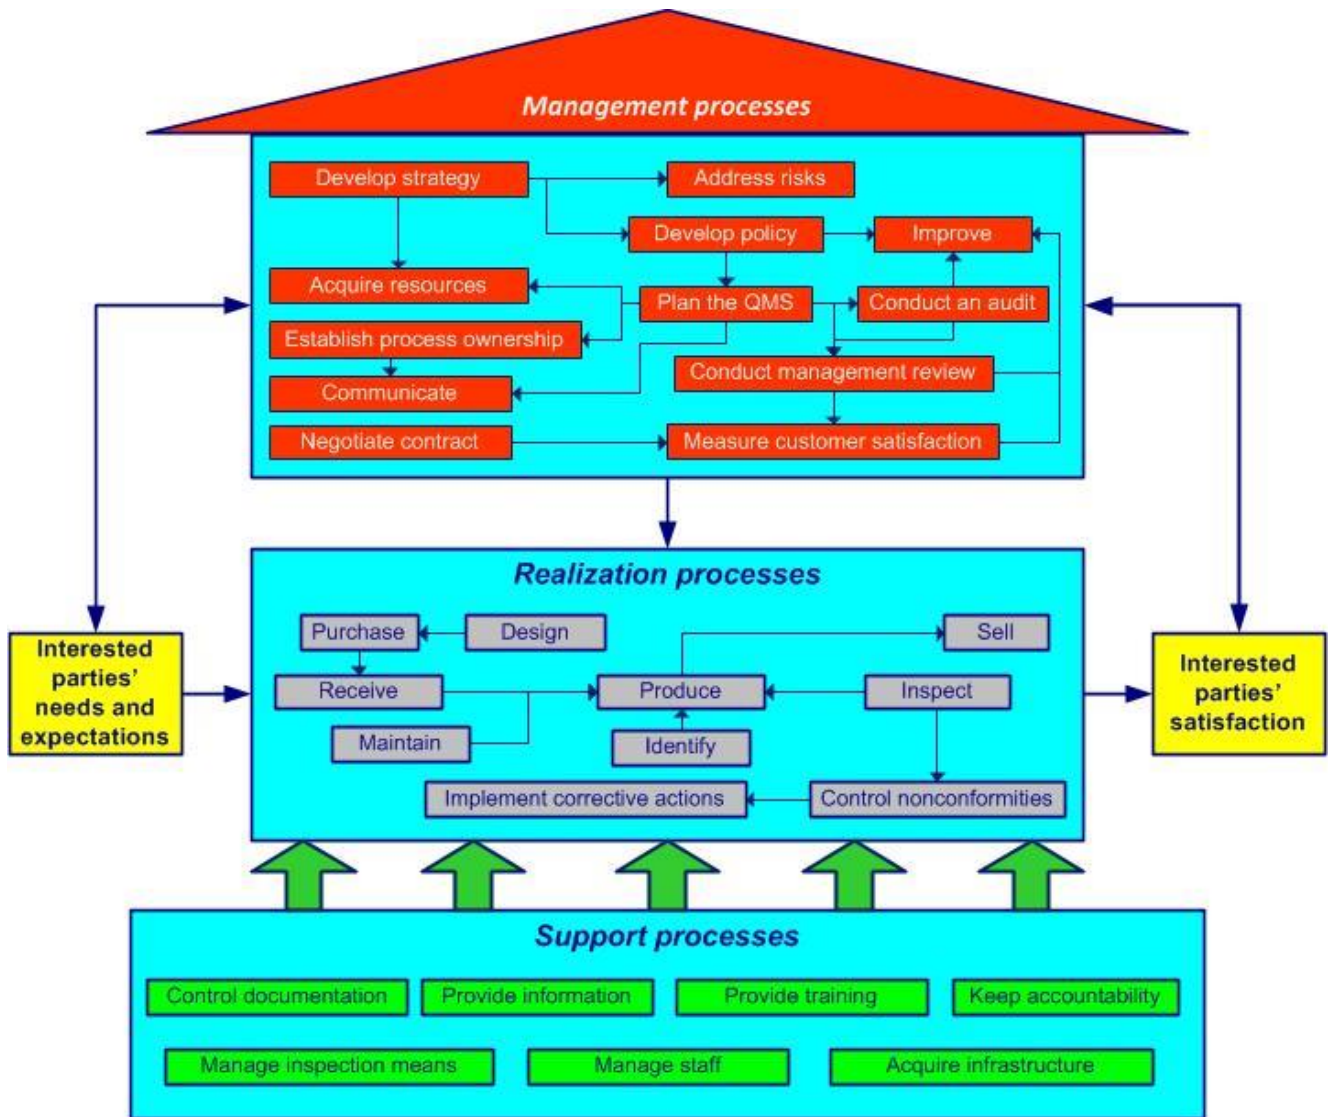 Management processes
Develop strategy
Address risks
Develop policy
Improve
Acquire resources
Plan the QMS
Conduct an audit
Establish process ownership
Conduct management review
Communicate
Negotiate contract
Measure customer satisfaction
Realization processes
Purchase
Design
Sell
Interested
parties’
needs and
expectations
Receive
Produce
Inspect
Interested
parties’
satisfaction
Maintain
Identify
Implement corrective actions
Control nonconformities
Support processes
Control documentation
Provide information
Provide training
Keep accountability
Manage inspection means
Manage staff
Acquire infrastructure